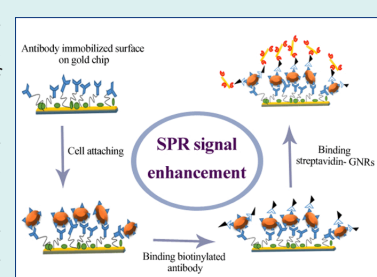 Antibody immobilized surface
on gold chip
Cell attaching
SPR signal
enhancement
Binding
streptavidin- GNRs
Binding biotinylated
antibody